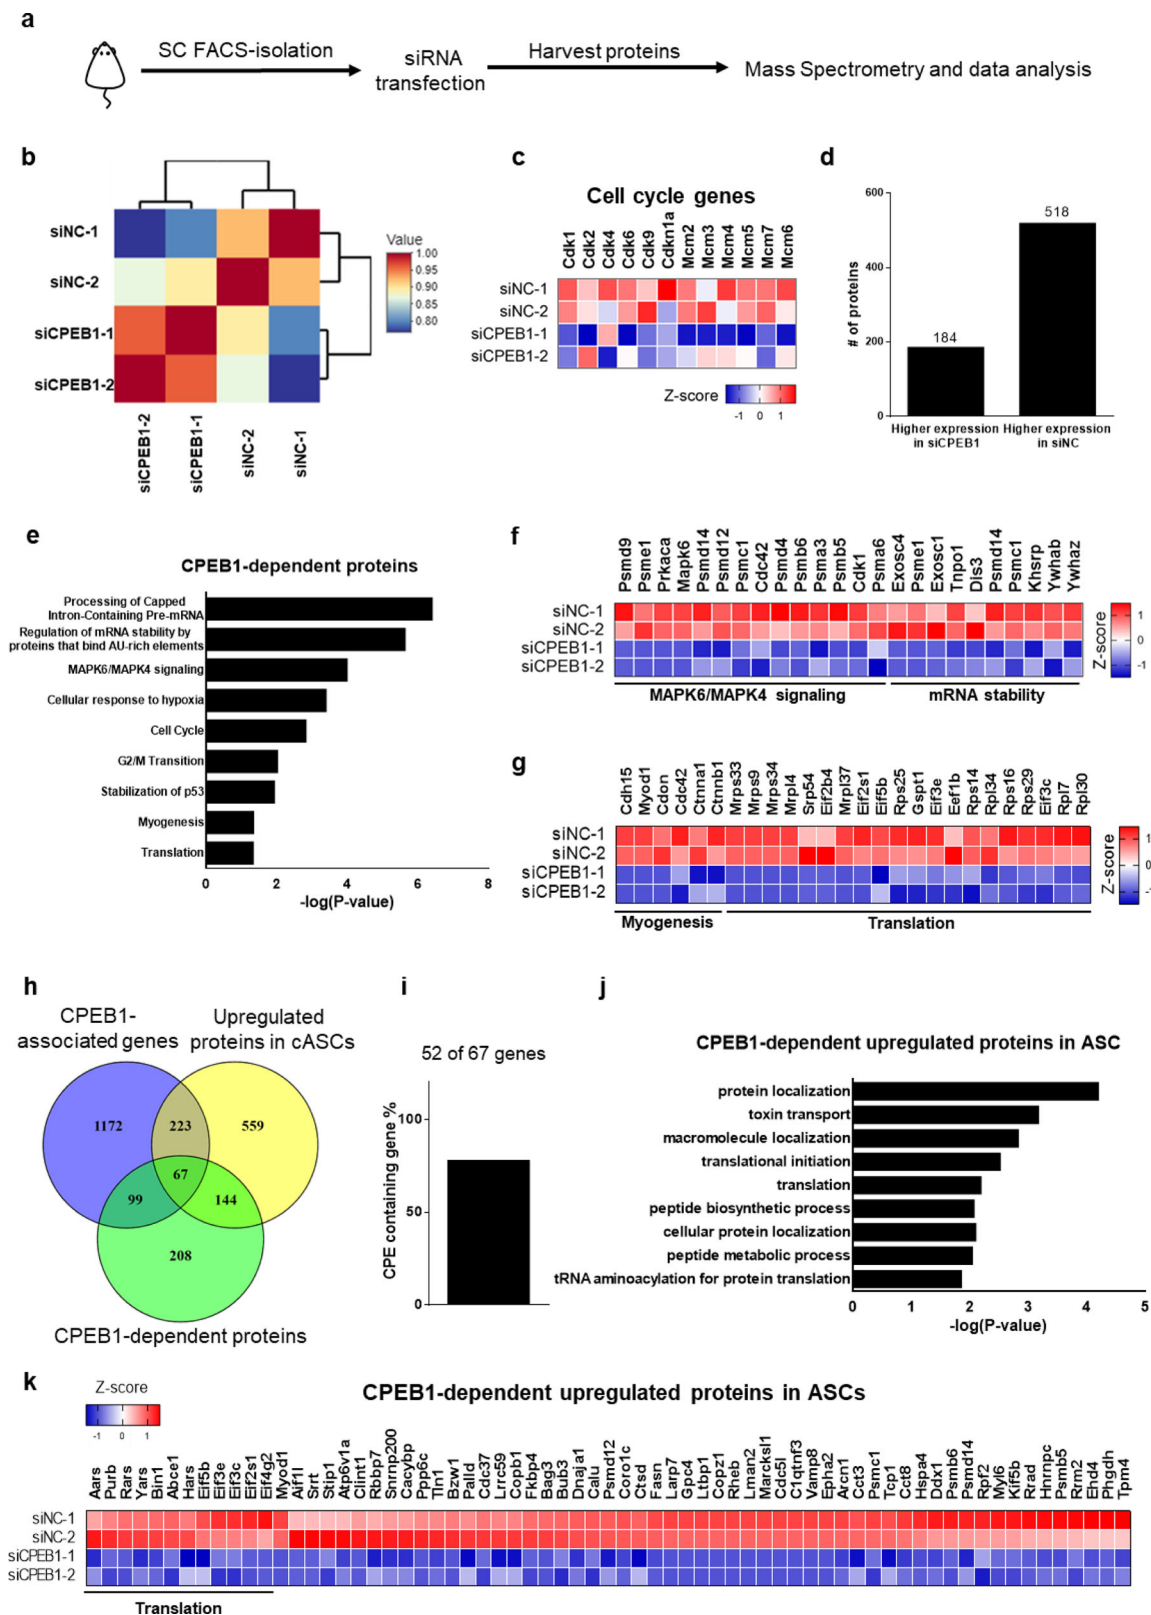 a
SC FACS-isolation
siRNA
transfection
Harvest proteins
Mass Spectrometry and data analysis
b
siNC-1
siNC-2
siCPEB1-1
siCPEB1-2
siCPEB1-2
siCPEB1-1
siNC-2
siNC-1
Value
1.00
0.95
0.90
0.85
0.80
c
Cell cycle genes
Cdk1
Cdk2
Cdk4
Cdk6
Cdk9
Cdkn1a
Mcm2
Mcm3
Mcm4
Mcm5
Mcm7
Mcm6
siNC-1
siNC-2
siCPEB1-1
siCPEB1-2
Z-score
-1 0 1
d
# of proteins
600
400
200
0
184
518
Higher expression
in siCPEB1
Higher expression
in siNC
e
CPEB1-dependent proteins
Processing of Capped
Intron-Containing Pre-mRNA
Regulation of mRNA stability by
proteins that bind AU-rich elements
MAPK6/MAPK4 signaling
Cellular response to hypoxia
Cell Cycle
G2/M Transition
Stabilization of p53
Myogenesis
Translation
0 2 4 6 8
-log(P-value)
f
Psmd9
Psme1
Prkaca
Mapk6
Psmd14
Psmd12
Psmc1
Cdc42
Psmd4
Psmb6
Psma3
Psmb5
Cdk1
Psma6
Exosc4
Psme1
Exosc1
Tnpo1
Dis3
Psmd14
Psmc1
Khsrp
Ywhab
Ywhaz
siNC-1
siNC-2
siCPEB1-1
siCPEB1-2
MAPK6/MAPK4 signaling
mRNA stability
Z-score
1
0
-1
g
Cdh15
Myod1
Cdon
Cdc42
Ctnna1
Ctnnb1
Mrps33
Mrps9
Mrps34
Mrpl4
Srp54
Eif2b4
Mrpl37
Eif2s1
Eif5b
Rps25
Gspt1
Eif3e
Eef1b
Rps14
Rpl34
Rps16
Rps29
Eif3c
Rpl7
Rpl30
siNC-1
siNC-2
siCPEB1-1
siCPEB1-2
Myogenesis
Translation
Z-score
1
0
-1
h
CPEB1-
associated genes
Upregulated
proteins in cASCs
1172
223
559
67
99
144
208
CPEB1-dependent proteins
i
52 of 67 genes
CPE containing gene %
100
50
0
j
CPEB1-dependent upregulated proteins in ASC
protein localization
toxin transport
macromolecule localization
translational initiation
translation
peptide biosynthetic process
cellular protein localization
peptide metabolic process
tRNA aminoacylation for protein translation
0 1 2 3 4 5
-log(P-value)
k
Z-score
-1 0 1
CPEB1-dependent upregulated proteins in ASCs
Aars
Purb
Rars
Yars
Bin1
Abce1
Hars
Eif5b
Eif3e
Eif3c
Eif2s1
Eif4g2
Myod1
Aif1l
Srrt
Stip1
Atp6v1a
Clint1
Rbbp7
Snrnp200
Cacybp
Ppp6c
Tln1
Bzw1
Palld
Cdc37
Lrrc59
Copb1
Fkbp4
Bag3
Bub3
Dnaja1
Calu
Psmd12
Coro1c
Ctsd
Fasn
Larp7
Gpc4
Ltbp1
Copz1
Rheb
Lman2
Marcksl1
Cdc5l
C1qtnf3
Vamp8
Epha2
Arcn1
Cct3
Psmc1
Tcp1
Cct8
Hspa4
Ddx1
Psmb6
Psmd14
Rpf2
Myl6
Kif5b
Rrad
Hnrnpc
Psmb5
Rrm2
Ehd4
Phgdh
Tpm4
siNC-1
siNC-2
siCPEB1-1
siCPEB1-2
Translation